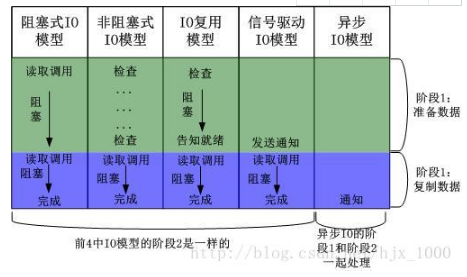 阻塞式IO
模型
非阻塞式
IO模型
IO复用
模型
信号驱动
IO模型
异步
IO模型
读取调用
阻
塞
检查
...
...
...
检查
检查
阻
塞
告知就绪
发送通知
阶段1:
准备数据
读取调用
阻塞
完成
读取调用
阻塞
完成
读取调用
阻塞
完成
读取调用
阻塞
完成
通知
阶段1:
复制数据
前4中IO模型的阶段2是一样的
异步IO的阶
段1和阶段2
一起处理